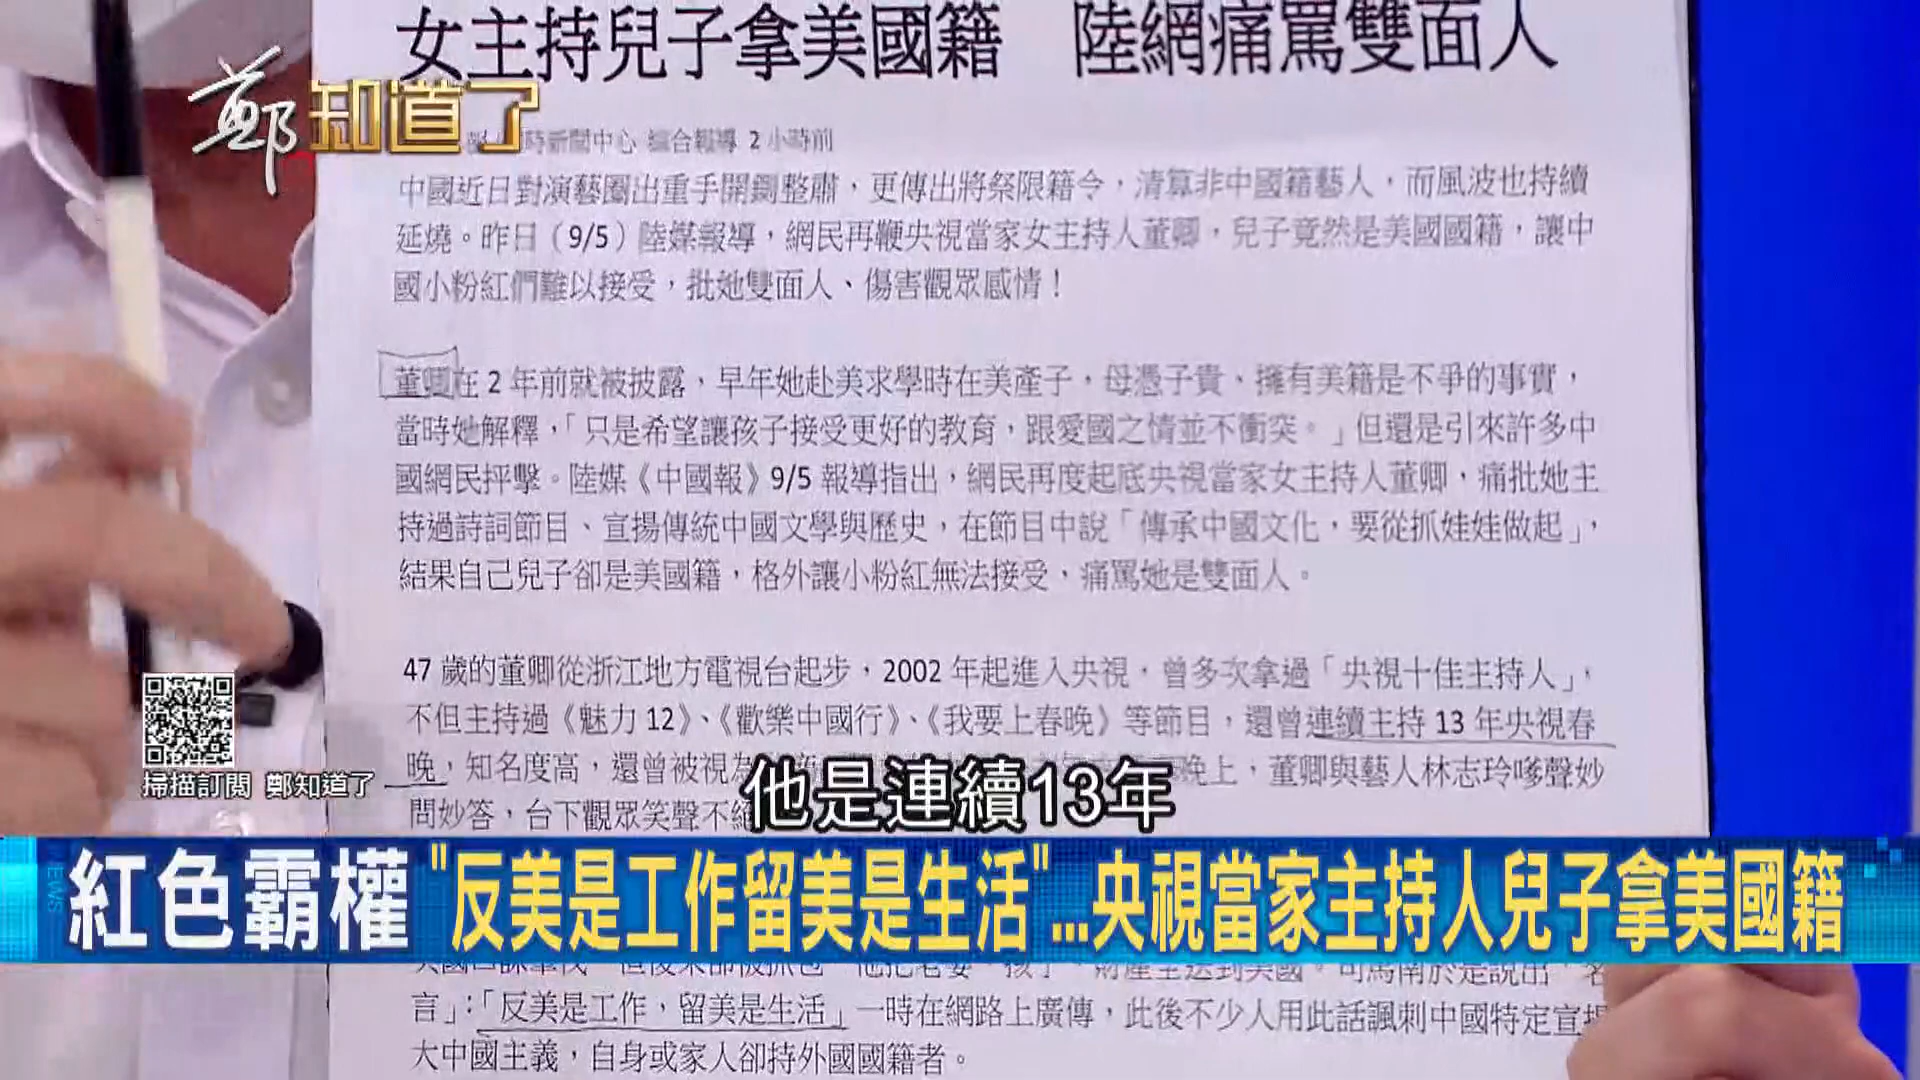 女主持兒子拿美國籍 陸網痛罵雙面人
鄭知道了
時新聞中心 綜合報導 2 小時前
中國近日對演藝圈出重手開鍘整肅，更傳出將祭限籍令，清算非中國籍藝人，而風波也持續
延燒。昨日（9/5）陸媒報導，網民再鞭央視當家女主持人董卿，兒子竟然是美國國籍，讓中
國小粉紅們難以接受，批她雙面人、傷害觀眾感情！
董卿在 2 年前就被披露，早年她赴美求學時在美產子，母憑子貴、擁有美籍是不爭的事實，
當時她解釋，「只是希望讓孩子接受更好的教育，跟愛國之情並不衝突。」但還是引來許多中
國網民抨擊。陸媒《中國報》9/5 報導指出，網民再度起底央視當家女主持人董卿，痛批她主
持過詩詞節目、宣揚傳統中國文學與歷史，在節目中說「傳承中國文化，要從抓娃娃做起」，
結果自己兒子卻是美國籍，格外讓小粉紅無法接受，痛罵她是雙面人。
47 歲的董卿從浙江地方電視台起步，2002 年起進入央視，曾多次拿過「央視十佳主持人」，
不但主持過《魅力 12》、《歡樂中國行》、《我要上春晚》等節目，還曾連續主持 13 年央視春
晚，知名度高，還曾被視為 晚上，董卿與藝人林志玲嗲聲妙
問妙答，台下觀眾笑聲不絕
掃描訂閱 鄭知道了
他是連續13年
NEWS
紅色霸權 "反美是工作留美是生活"...央視當家主持人兒子拿美國籍
財產全送到美國。司馬南於是說出「名
言」：「反美是工作，留美是生活」一時在網路上廣傳，此後不少人用此話諷刺中國特定宣揚
大中國主義，自身或家人卻持外國國籍者。